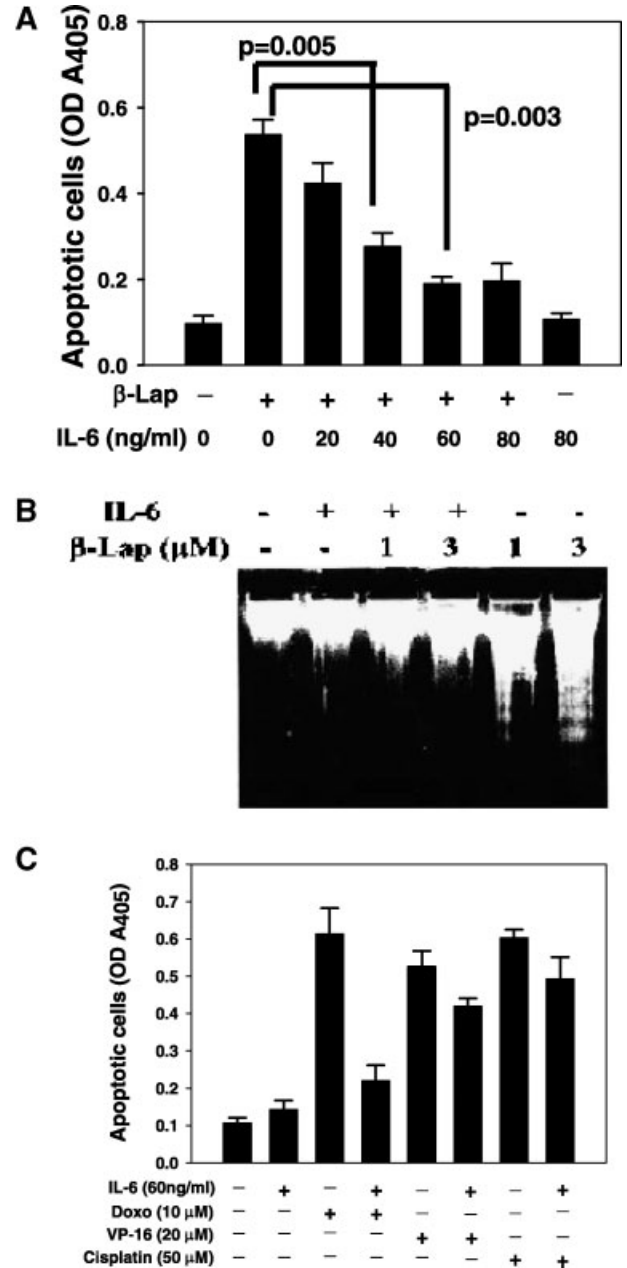 A
Apoptotic cells (OD A405)
0.8
0.6
0.4
0.2
0.0
p=0.005
p=0.003
β-Lap – + + + + + –
IL-6 (ng/ml) 0 0 20 40 60 80 80
B
IL-6 - + + + - -
β-Lap (μM) - - 1 3 1 3
C
Apoptotic cells (OD A405)
0.8
0.7
0.6
0.5
0.4
0.3
0.2
0.1
0.0
IL-6 (60ng/ml) – + – + – + – +
Doxo (10 μM) – – + + – – – –
VP-16 (20 μM) – – – – + + – –
Cisplatin (50 μM) – – – – – – + +